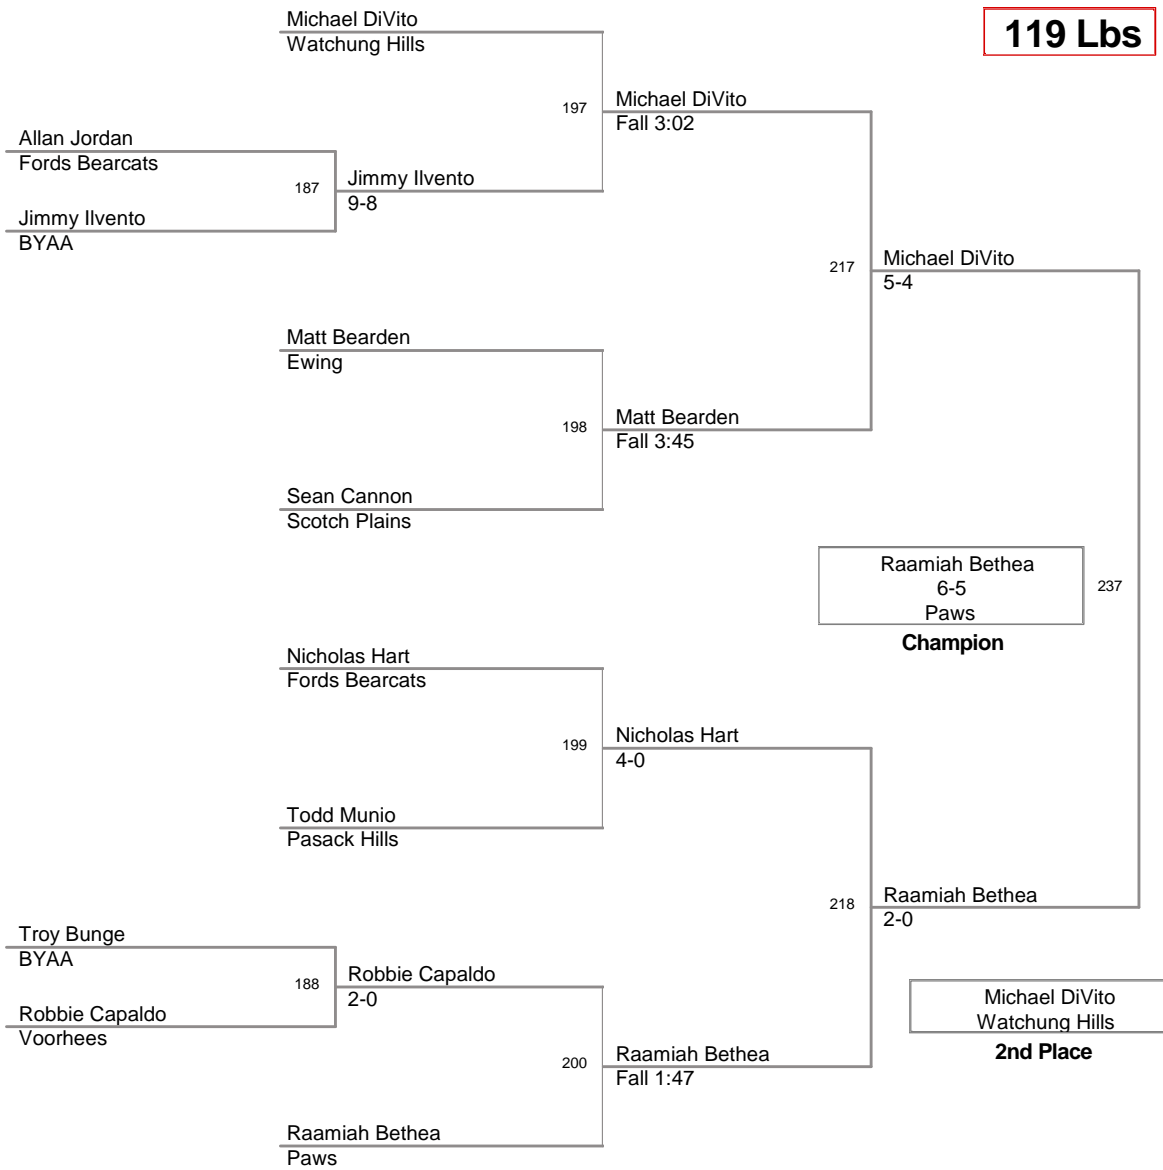 Michael DiVito
Watchung Hills
119 Lbs
197
Michael DiVito
Fall 3:02
Allan Jordan
Fords Bearcats
187
Jimmy Ilvento
9-8
Jimmy Ilvento
BYAA
217
Michael DiVito
5-4
Matt Bearden
Ewing
198
Matt Bearden
Fall 3:45
Sean Cannon
Scotch Plains
Raamiah Bethea
6-5
Paws
Champion
237
Nicholas Hart
Fords Bearcats
199
Nicholas Hart
4-0
Todd Munio
Pasack Hills
218
Raamiah Bethea
2-0
Troy Bunge
BYAA
188
Robbie Capaldo
2-0
Robbie Capaldo
Voorhees
Michael DiVito
Watchung Hills
2nd Place
200
Raamiah Bethea
Fall 1:47
Raamiah Bethea
Paws